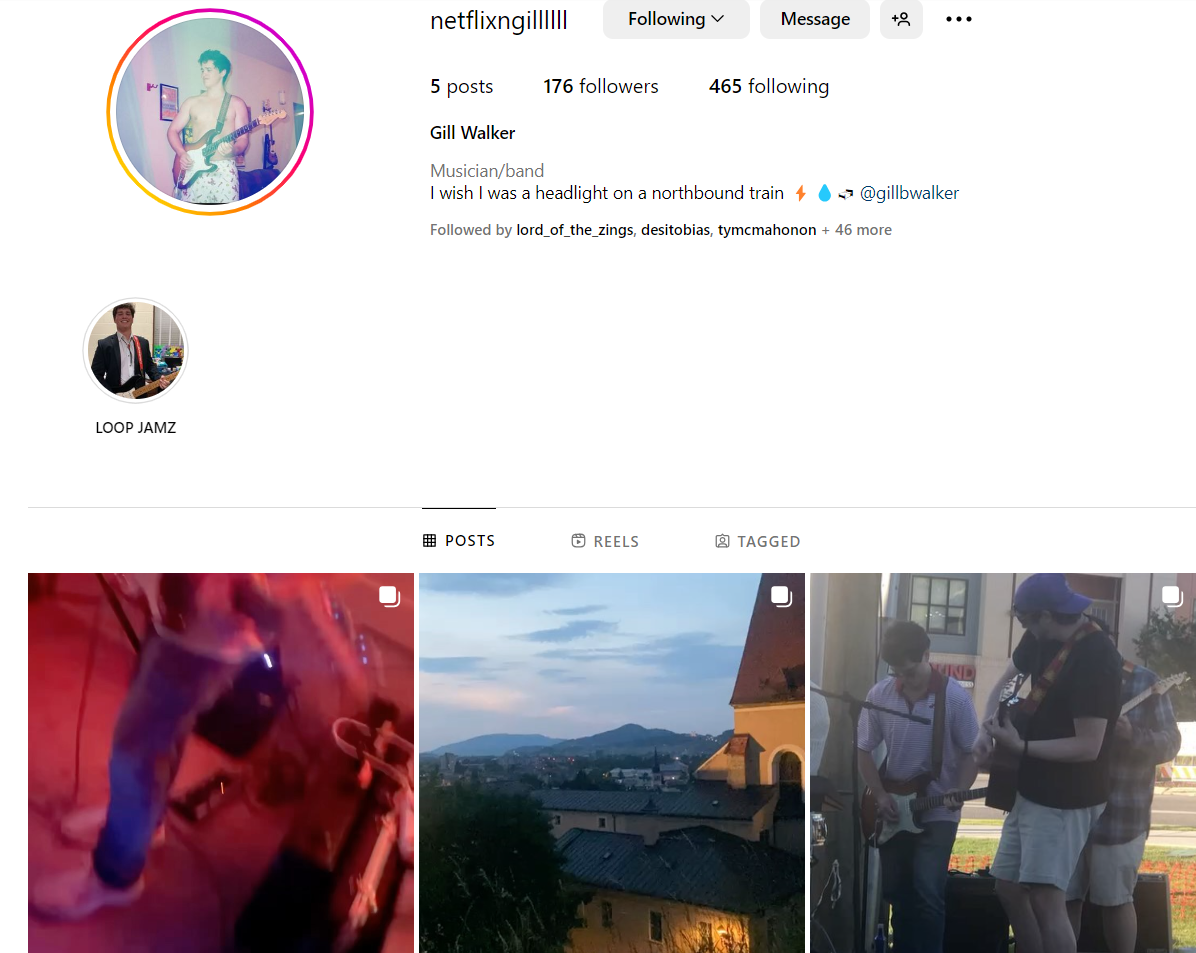 netflixngillllll
Following
Message
5 posts
176 followers
465 following
Gill Walker
Musician/band
I wish I was a headlight on a northbound train ⚡💧 @gillbwalker
Followed by lord_of_the_zings, desitobias, tymcmahonon + 46 more
LOOP JAMZ
POSTS
REELS
TAGGED
KIND